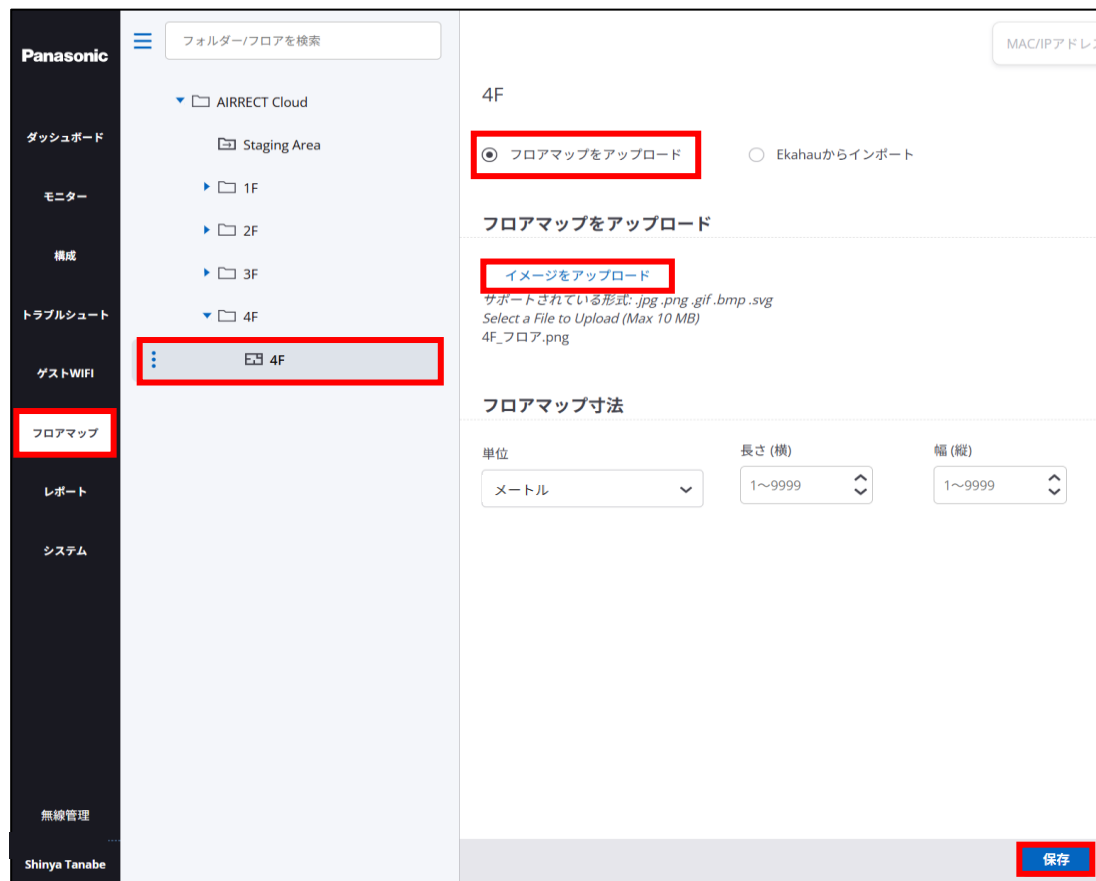 Panasonic
ダッシュボード
モニター
構成
トラブルシュート
ゲストWIFI
フロアマップ
レポート
システム
無線管理
Shinya Tanabe
フォルダー/フロアを検索
AIRRECT Cloud
Staging Area
1F
2F
3F
4F
4F
MAC/IPアドレス
4F
フロアマップをアップロード
Ekahauからインポート
フロアマップをアップロード
イメージをアップロード
サポートされている形式: .jpg .png .gif .bmp .svg
Select a File to Upload (Max 10 MB)
4F_フロア.png
フロアマップ寸法
単位
長さ (横)
幅 (縦)
メートル
1～9999
1～9999
保存